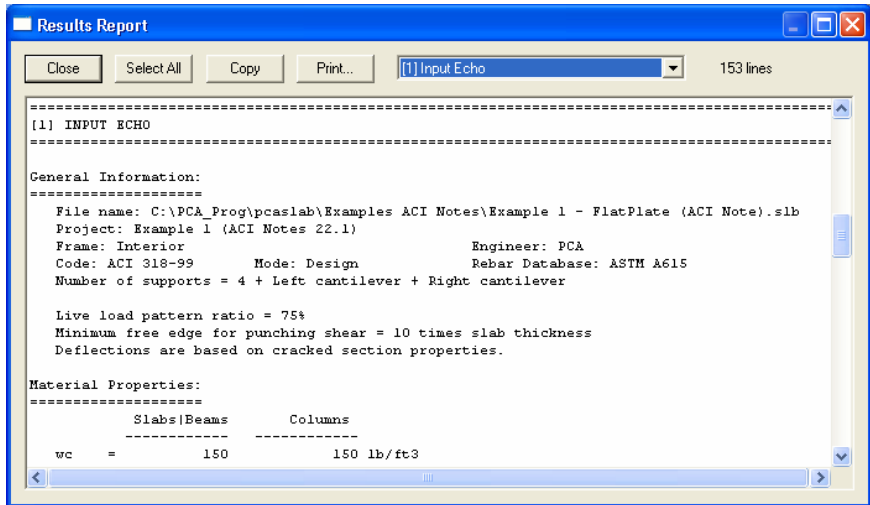 Results Report
Close Select All Copy Print... [1] Input Echo 153 lines
==========================================================================================
[1] INPUT ECHO
==========================================================================================
General Information:
====================
File name: C:\PCA_Prog\pcaslab\Examples ACI Notes\Example 1 - FlatPlate (ACI Note).slb
Project: Example 1 (ACI Notes 22.1)
Frame: Interior Engineer: PCA
Code: ACI 318-99 Mode: Design Rebar Database: ASTM A615
Number of supports = 4 + Left cantilever + Right cantilever
Live load pattern ratio = 75%
Minimum free edge for punching shear = 10 times slab thickness
Deflections are based on cracked section properties.
Material Properties:
====================
Slabs|Beams Columns
------------ ------------
wc = 150 150 lb/ft3